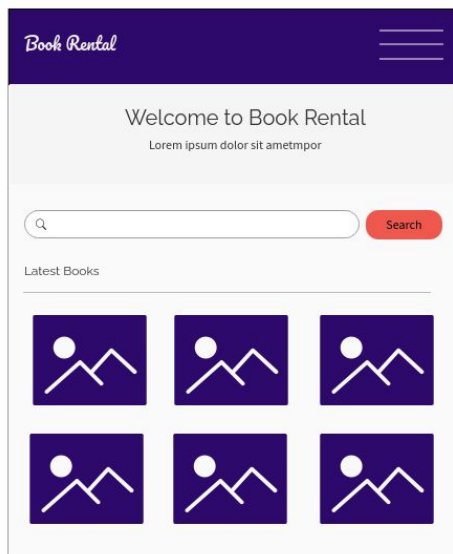 Book Rental
Welcome to Book Rental
Lorem ipsum dolor sit ametmpor
Search
Latest Books